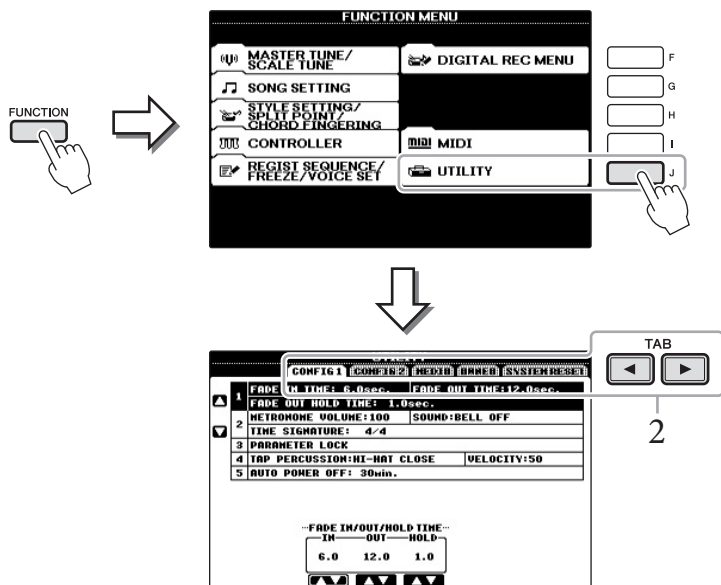 FUNCTION MENU
MASTER TUNE/
SCALE TUNE
DIGITAL REC MENU
F
SONG SETTING
G
FUNCTION
STYLE SETTING/
SPLIT POINT/
CHORD FINGERING
H
CONTROLLER
MIDI MIDI
I
REGIST SEQUENCE/
FREEZE/VOICE SET
UTILITY
J
TAB
CONFIG 1 CONFIG 2 MEDIA OWNER SYSTEM RESET
1 FADE IN TIME: 6.0sec. FADE OUT TIME:12.0sec.
FADE OUT HOLD TIME: 1.0sec.
2
2 METRONOME VOLUME:100 SOUND:BELL OFF
TIME SIGNATURE: 4/4
3 PARAMETER LOCK
4 TAP PERCUSSION:HI-HAT CLOSE VELOCITY:50
5 AUTO POWER OFF: 30min.
FADE IN/OUT/HOLD TIME
IN OUT HOLD
6.0 12.0 1.0